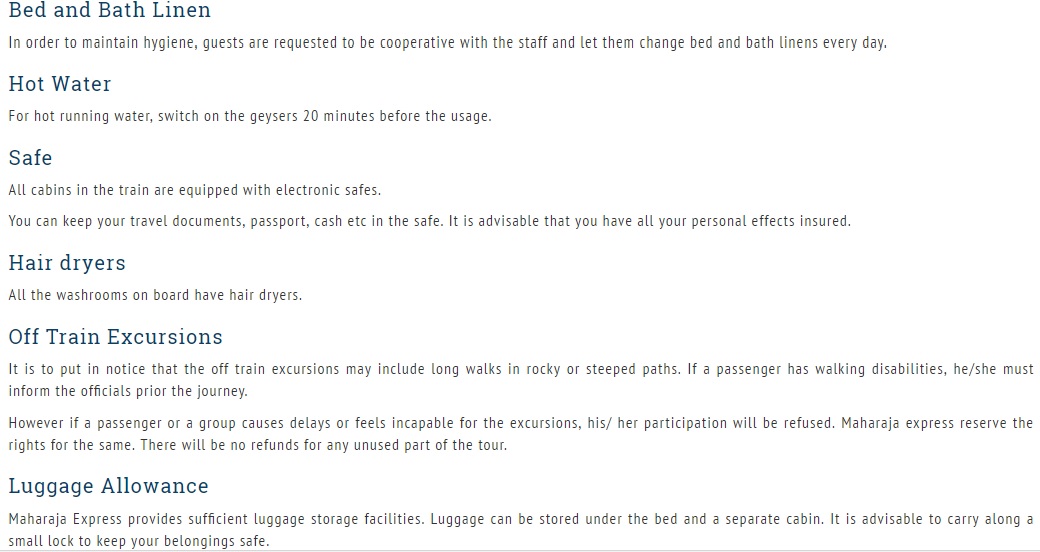 Bed and Bath Linen
In order to maintain hygiene, guests are requested to be cooperative with the staff and let them change bed and bath linens every day.
Hot Water
For hot running water, switch on the geysers 20 minutes before the usage.
Safe
All cabins in the train are equipped with electronic safes.
You can keep your travel documents, passport, cash etc in the safe. It is advisable that you have all your personal effects insured.
Hair dryers
All the washrooms on board have hair dryers.
Off Train Excursions
It is to put in notice that the off train excursions may include long walks in rocky or steeped paths. If a passenger has walking disabilities, he/she must
inform the officials prior the journey.
However if a passenger or a group causes delays or feels incapable for the excursions, his/ her participation will be refused. Maharaja express reserve the
rights for the same. There will be no refunds for any unused part of the tour.
Luggage Allowance
Maharaja Express provides sufficient luggage storage facilities. Luggage can be stored under the bed and a separate cabin. It is advisable to carry along a
small lock to keep your belongings safe.